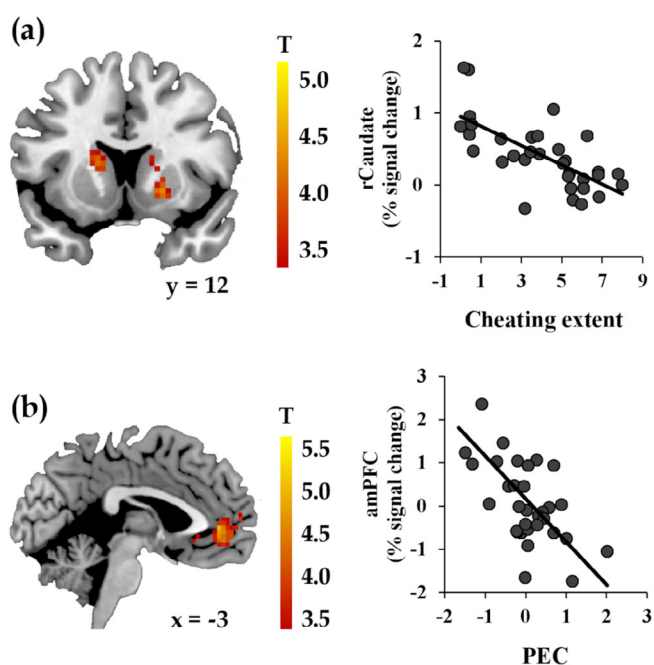 (a)
T
5.0
4.5
4.0
3.5
y = 12
rCaudate
(% signal change)
2
1
0
-1
-1 1 3 5 7 9
Cheating extent
(b)
T
5.5
5.0
4.5
4.0
3.5
x = -3
amPFC
(% signal change)
3
2
1
0
-1
-2
-2 -1 0 1 2 3
PEC